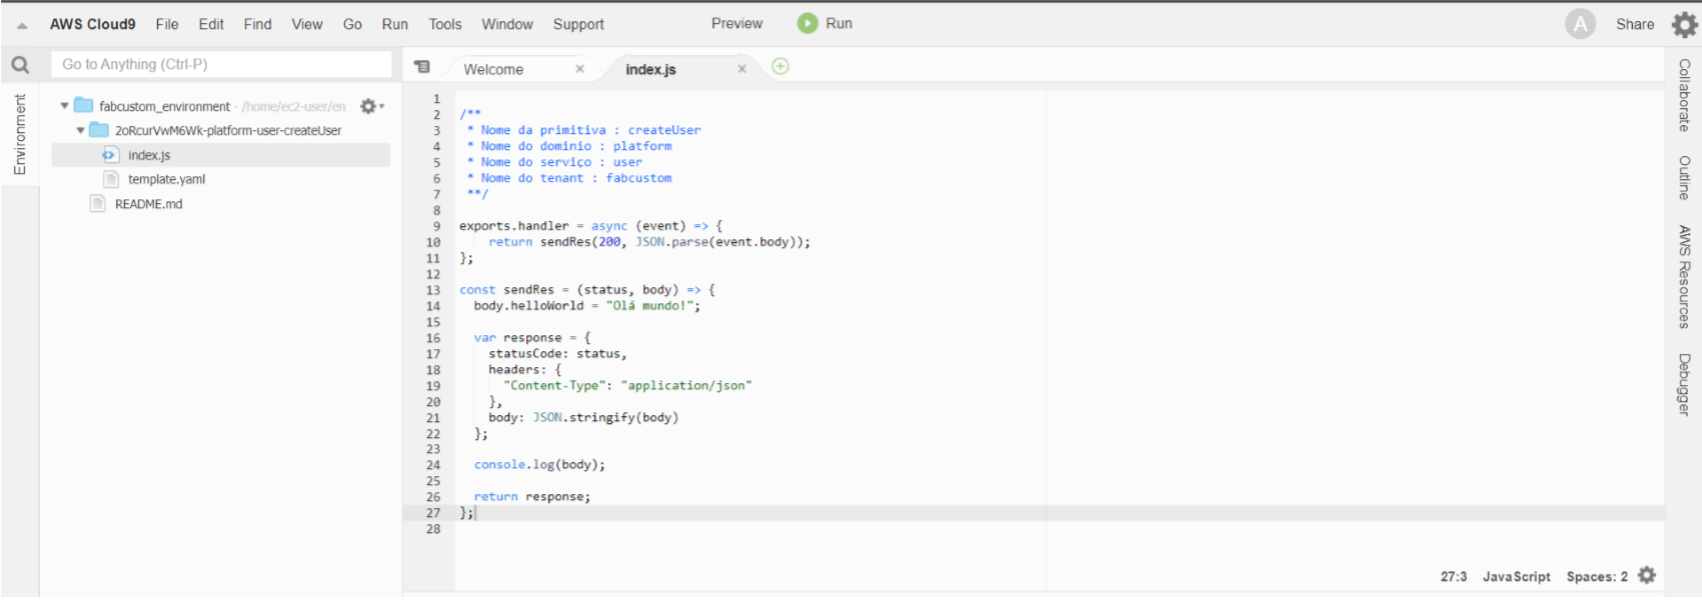 AWS Cloud9 File Edit Find View Go Run Tools Window Support Preview Run A Share
Go to Anything (Ctrl-P)
Environment
fabcustom_environment - /home/ec2-user/en
2oRcurVwM6Wk-platform-user-createUser
index.js
template.yaml
README.md
Welcome × index.js ×
1
2 /**
3 * Nome da primitiva : createUser
4 * Nome do dominio : platform
5 * Nome do serviço : user
6 * Nome do tenant : fabcustom
7 **/
8
9 exports.handler = async (event) => {
10 return sendRes(200, JSON.parse(event.body));
11 };
12
13 const sendRes = (status, body) => {
14 body.helloWorld = "Olá mundo!";
15
16 var response = {
17 statusCode: status,
18 headers: {
19 "Content-Type": "application/json"
20 },
21 body: JSON.stringify(body)
22 };
23
24 console.log(body);
25
26 return response;
27 };
28
27:3 JavaScript Spaces: 2
Collaborate
Outline
AWS Resources
Debugger